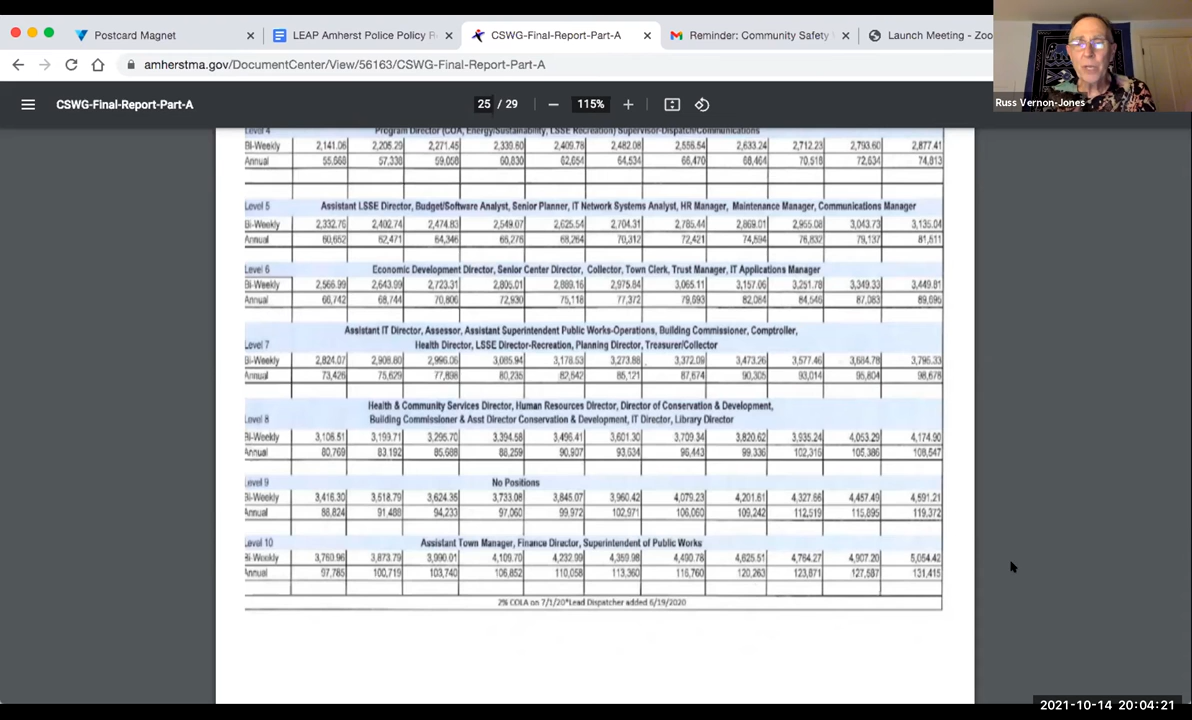 Postcard Magnet
LEAP Amherst Police Policy R
CSWG-Final-Report-Part-A
Reminder: Community Safety
Launch Meeting - Zoo
amherstma.gov/DocumentCenter/View/56163/CSWG-Final-Report-Part-A
Russ Vernon-Jones
CSWG-Final-Report-Part-A
25 / 29
115%
Level 4 Program Director (COA, Energy/Sustainability, LSSE Recreation) Supervisor-Dispatch/Communications
Bi-Weekly 2,141.06 2,205.29 2,271.45 2,339.60 2,409.78 2,482.08 2,556.54 2,633.24 2,712.23 2,793.60 2,877.41
Annual 55,668 57,338 59,058 60,830 62,654 64,534 66,470 68,464 70,518 72,634 74,813
Level 5 Assistant LSSE Director, Budget/Software Analyst, Senior Planner, IT Network Systems Analyst, HR Manager, Maintenance Manager, Communications Manager
Bi-Weekly 2,332.76 2,402.74 2,474.83 2,549.07 2,625.54 2,704.31 2,785.44 2,869.01 2,955.08 3,043.73 3,135.04
Annual 60,652 62,471 64,346 66,276 68,264 70,312 72,421 74,594 76,832 79,137 81,511
Level 6 Economic Development Director, Senior Center Director, Collector, Town Clerk, Trust Manager, IT Applications Manager
Bi-Weekly 2,566.99 2,643.99 2,723.31 2,805.01 2,889.16 2,975.84 3,065.11 3,157.06 3,251.78 3,349.33 3,449.81
Annual 66,742 68,744 70,806 72,930 75,118 77,372 79,693 82,084 84,546 87,083 89,695
Assistant IT Director, Assessor, Assistant Superintendent Public Works-Operations, Building Commissioner, Comptroller,
Level 7 Health Director, LSSE Director-Recreation, Planning Director, Treasurer/Collector
Bi-Weekly 2,824.07 2,908.80 2,996.06 3,085.94 3,178.53 3,273.88 3,372.09 3,473.26 3,577.46 3,684.78 3,795.33
Annual 73,426 75,629 77,898 80,235 82,642 85,121 87,674 90,305 93,014 95,804 98,678
Health & Community Services Director, Human Resources Director, Director of Conservation & Development,
Level 8 Building Commissioner & Asst Director Conservation & Development, IT Director, Library Director
Bi-Weekly 3,106.51 3,199.71 3,295.70 3,394.58 3,496.41 3,601.30 3,709.34 3,820.62 3,935.24 4,053.29 4,174.90
Annual 80,769 83,192 85,688 88,259 90,907 93,634 96,443 99,336 102,316 105,386 108,547
Level 9 No Positions
Bi-Weekly 3,416.30 3,518.79 3,624.35 3,733.08 3,845.07 3,960.42 4,079.23 4,201.61 4,327.66 4,457.49 4,591.21
Annual 88,824 91,488 94,233 97,060 99,972 102,971 106,060 109,242 112,519 115,895 119,372
Level 10 Assistant Town Manager, Finance Director, Superintendent of Public Works
Bi-Weekly 3,760.96 3,873.79 3,990.01 4,109.70 4,232.99 4,359.98 4,490.78 4,625.51 4,764.27 4,907.20 5,054.42
Annual 97,785 100,719 103,740 106,852 110,058 113,360 116,760 120,263 123,871 127,587 131,415
2% COLA on 7/1/20*Lead Dispatcher added 6/19/2020
2021-10-14 20:04:21